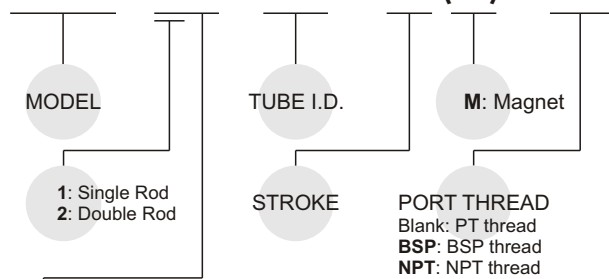 MODEL
TUBE I.D.
M: Magnet
1: Single Rod
2: Double Rod
STROKE
PORT THREAD
Blank: PT thread
BSP: BSP thread
NPT: NPT thread